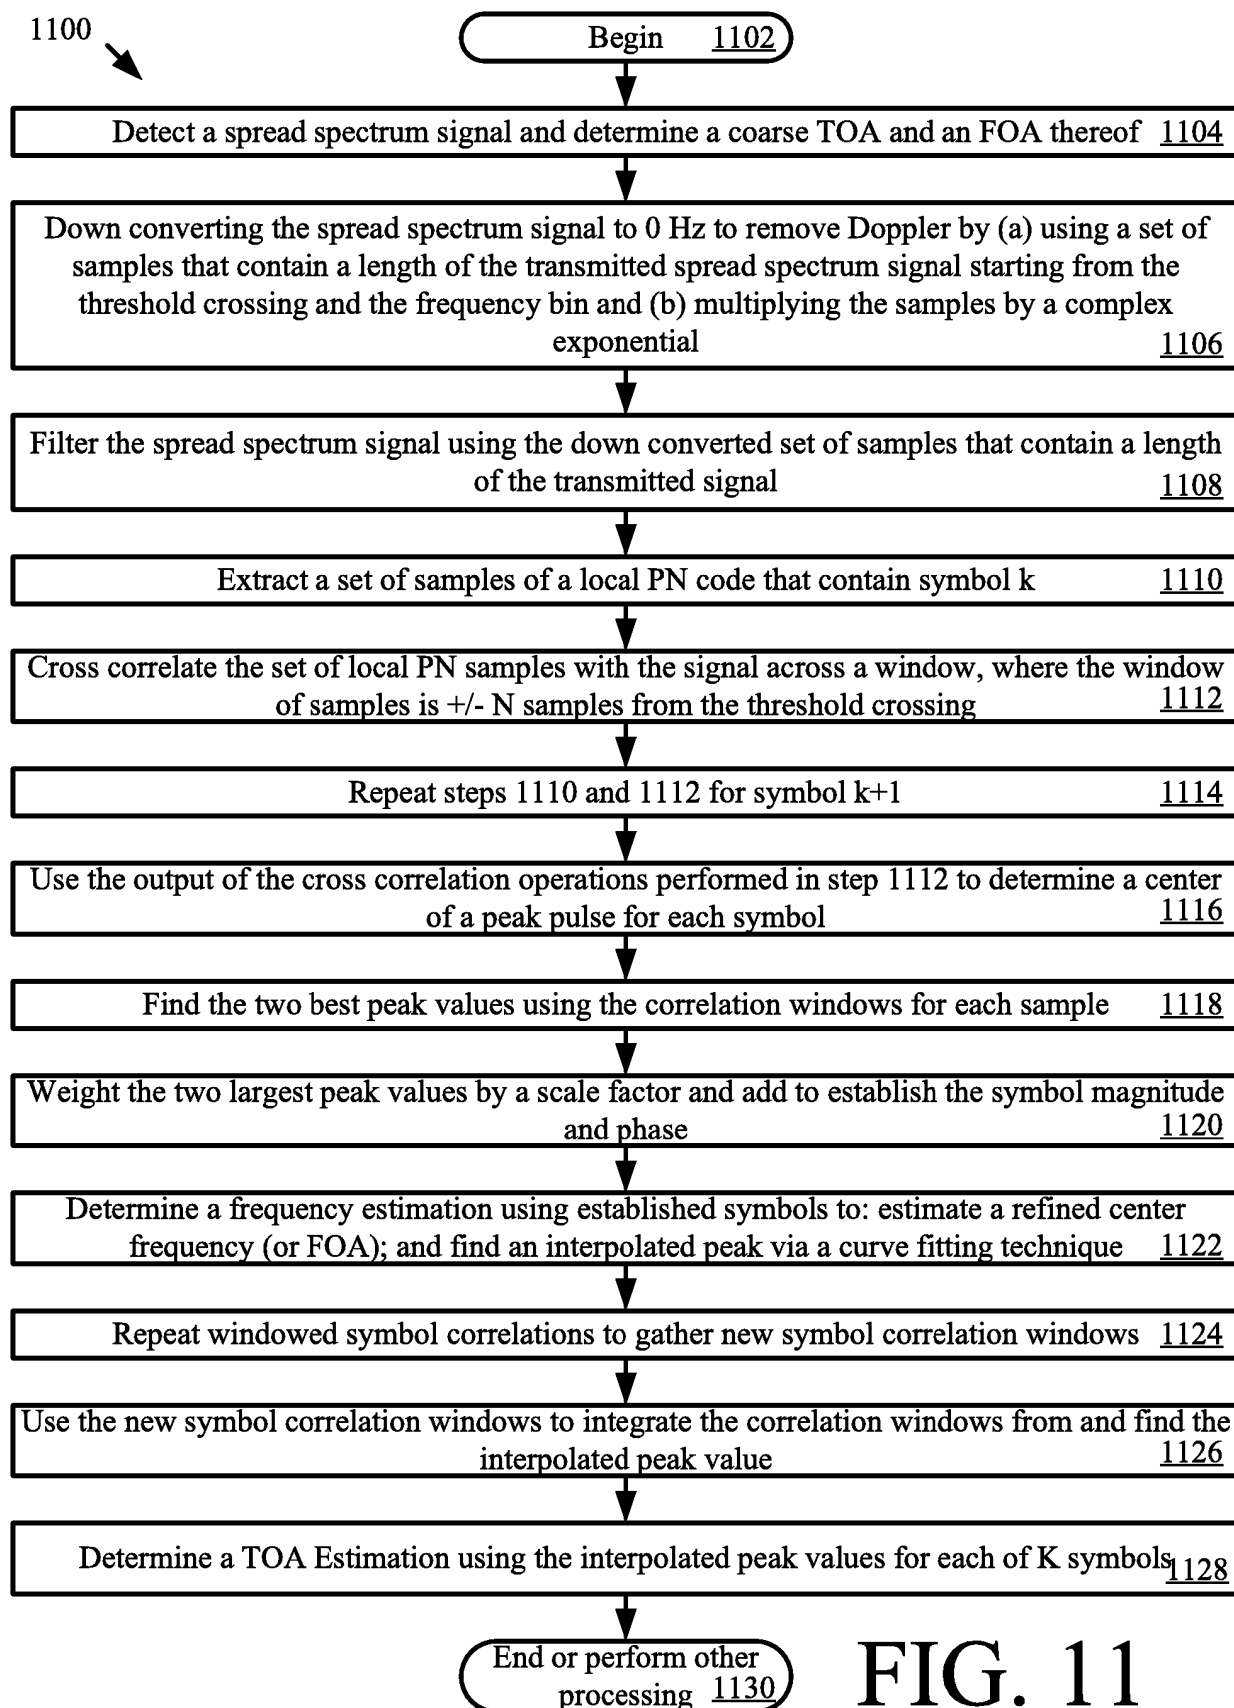 1100
Begin 1102
Detect a spread spectrum signal and determine a coarse TOA and an FOA thereof 1104
Down converting the spread spectrum signal to 0 Hz to remove Doppler by (a) using a set of
samples that contain a length of the transmitted spread spectrum signal starting from the
threshold crossing and the frequency bin and (b) multiplying the samples by a complex
exponential 1106
Filter the spread spectrum signal using the down converted set of samples that contain a length
of the transmitted signal 1108
Extract a set of samples of a local PN code that contain symbol k 1110
Cross correlate the set of local PN samples with the signal across a window, where the window
of samples is +/- N samples from the threshold crossing 1112
Repeat steps 1110 and 1112 for symbol k+1 1114
Use the output of the cross correlation operations performed in step 1112 to determine a center
of a peak pulse for each symbol 1116
Find the two best peak values using the correlation windows for each sample 1118
Weight the two largest peak values by a scale factor and add to establish the symbol magnitude
and phase 1120
Determine a frequency estimation using established symbols to: estimate a refined center
frequency (or FOA); and find an interpolated peak via a curve fitting technique 1122
Repeat windowed symbol correlations to gather new symbol correlation windows 1124
Use the new symbol correlation windows to integrate the correlation windows from and find the
interpolated peak value 1126
Determine a TOA Estimation using the interpolated peak values for each of K symbols 1128
End or perform other
processing 1130
FIG. 11